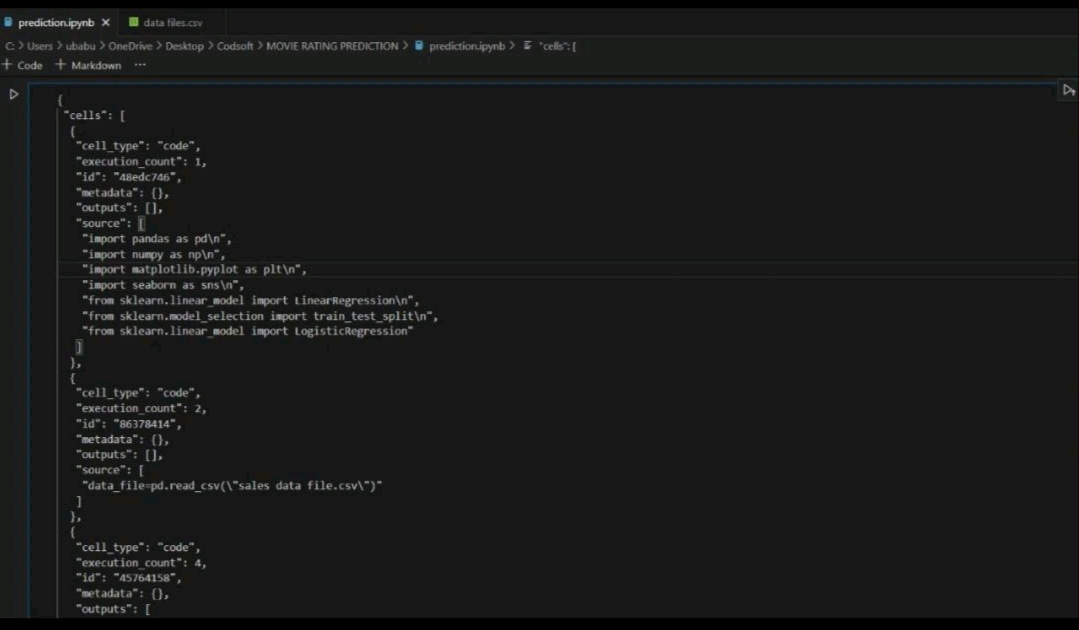 prediction.ipynb × data files.csv
C: > Users > ubabu > OneDrive > Desktop > Codsoft > MOVIE RATING PREDICTION > prediction.ipynb > "cells": [
+ Code + Markdown ...
{
"cells": [
{
"cell_type": "code",
"execution_count": 1,
"id": "48edc746",
"metadata": {},
"outputs": [],
"source": [
"import pandas as pd\n",
"import numpy as np\n",
"import matplotlib.pyplot as plt\n",
"import seaborn as sns\n",
"from sklearn.linear_model import LinearRegression\n",
"from sklearn.model_selection import train_test_split\n",
"from sklearn.linear_model import LogisticRegression"
]
},
{
"cell_type": "code",
"execution_count": 2,
"id": "86378414",
"metadata": {},
"outputs": [],
"source": [
"data_file=pd.read_csv(\"sales data file.csv\")"
]
},
{
"cell_type": "code",
"execution_count": 4,
"id": "45764158",
"metadata": {},
"outputs": [